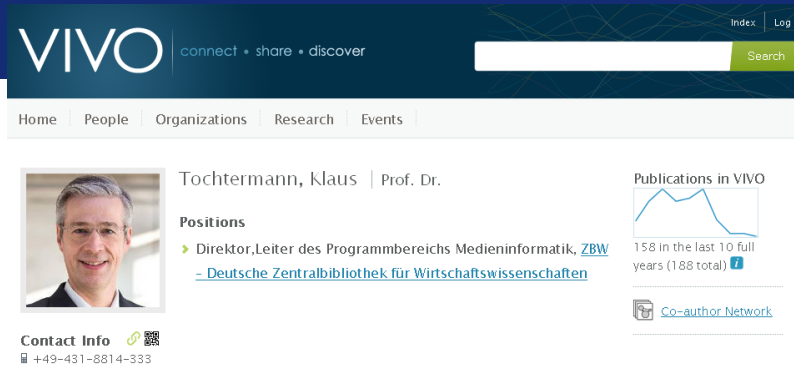 Index Log
VIVO connect • share • discover
Search
Home People Organizations Research Events
Tochtermann, Klaus Prof. Dr.
Positions
Direktor,Leiter des Programmbereichs Medieninformatik, ZBW
– Deutsche Zentralbibliothek für Wirtschaftswissenschaften
Publications in VIVO
158 in the last 10 full
years (188 total) i
Co-author Network
Contact Info
+49-431-8814-333